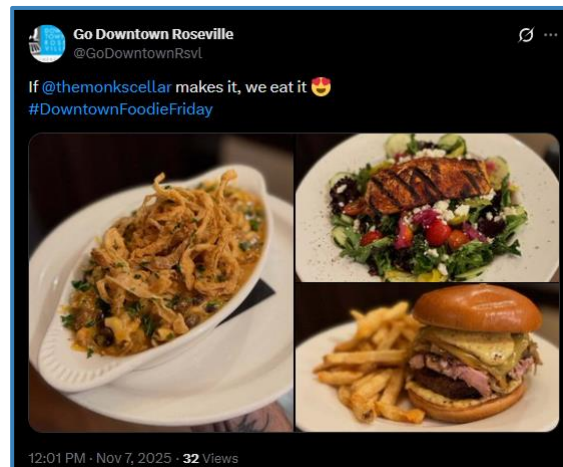 Go Downtown Roseville
@GoDowntownRsvl
If @themonkscellar makes it, we eat it 😍
#DowntownFoodieFriday
12:01 PM · Nov 7, 2025 · 32 Views